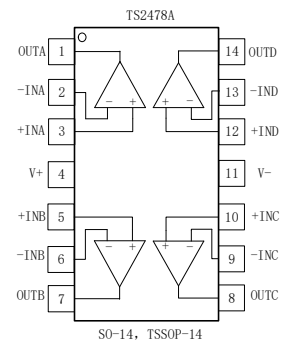 TS2478A
OUTA 1 14 OUTD
-INA 2 13 -IND
- + + -
+INA 3 12 +IND
V+ 4 11 V-
+INB 5 10 +INC
- + + -
-INB 6 9 -INC
OUTB 7 8 OUTC
SO-14, TSSOP-14